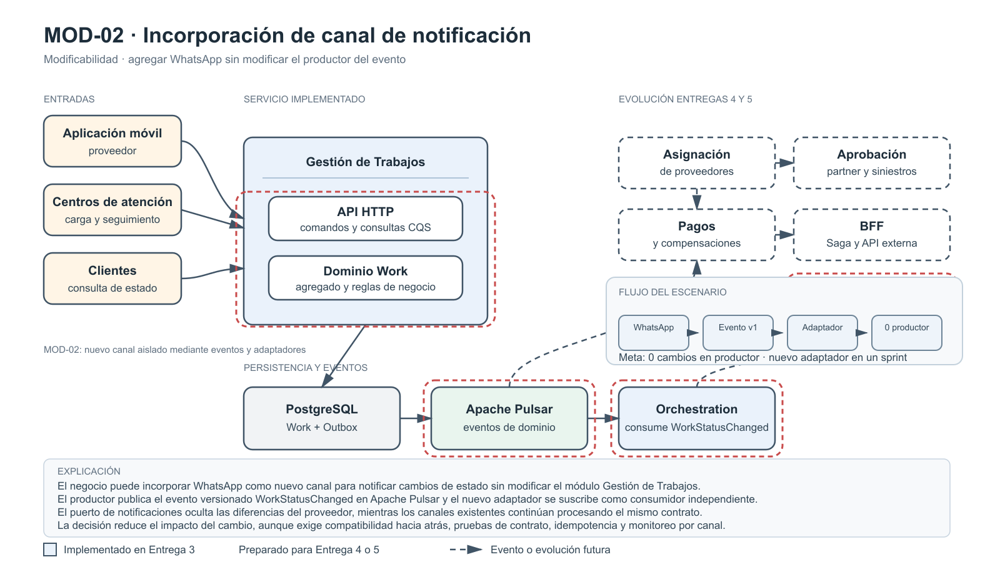 MOD-02 · Incorporación de canal de notificación
Modificabilidad · agregar WhatsApp sin modificar el productor del evento
ENTRADAS
Aplicación móvil
proveedor
Centros de atención
carga y seguimiento
Clientes
consulta de estado
SERVICIO IMPLEMENTADO
Gestión de Trabajos
API HTTP
comandos y consultas CQS
Dominio Work
agregado y reglas de negocio
EVOLUCIÓN ENTREGAS 4 Y 5
Asignación
de proveedores
Aprobación
partner y siniestros
Pagos
y compensaciones
BFF
Saga y API externa
FLUJO DEL ESCENARIO
WhatsApp
Evento v1
Adaptador
0 productor
Meta: 0 cambios en productor · nuevo adaptador en un sprint
MOD-02: nuevo canal aislado mediante eventos y adaptadores
PERSISTENCIA Y EVENTOS
PostgreSQL
Work + Outbox
Apache Pulsar
eventos de dominio
Orchestration
consume WorkStatusChanged
EXPLICACIÓN
El negocio puede incorporar WhatsApp como nuevo canal para notificar cambios de estado sin modificar el módulo Gestión de Trabajos.
El productor publica el evento versionado WorkStatusChanged en Apache Pulsar y el nuevo adaptador se suscribe como consumidor independiente.
El puerto de notificaciones oculta las diferencias del proveedor, mientras los canales existentes continúan procesando el mismo contrato.
La decisión reduce el impacto del cambio, aunque exige compatibilidad hacia atrás, pruebas de contrato, idempotencia y monitoreo por canal.
Implementado en Entrega 3
Preparado para Entrega 4 o 5
Evento o evolución futura